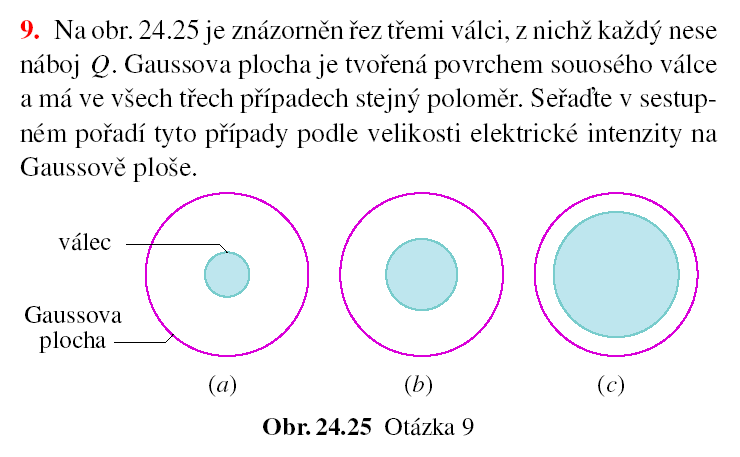 9. Na obr. 24.25 je znázorněn řez třemi válci, z nichž každý nese
náboj Q. Gaussova plocha je tvořená povrchem souosého válce
a má ve všech třech případech stejný poloměr. Seřaďte v sestup-
ném pořadí tyto případy podle velikosti elektrické intenzity na
Gaussově ploše.
válec
Gaussova
plocha
(a) (b) (c)
Obr. 24.25 Otázka 9